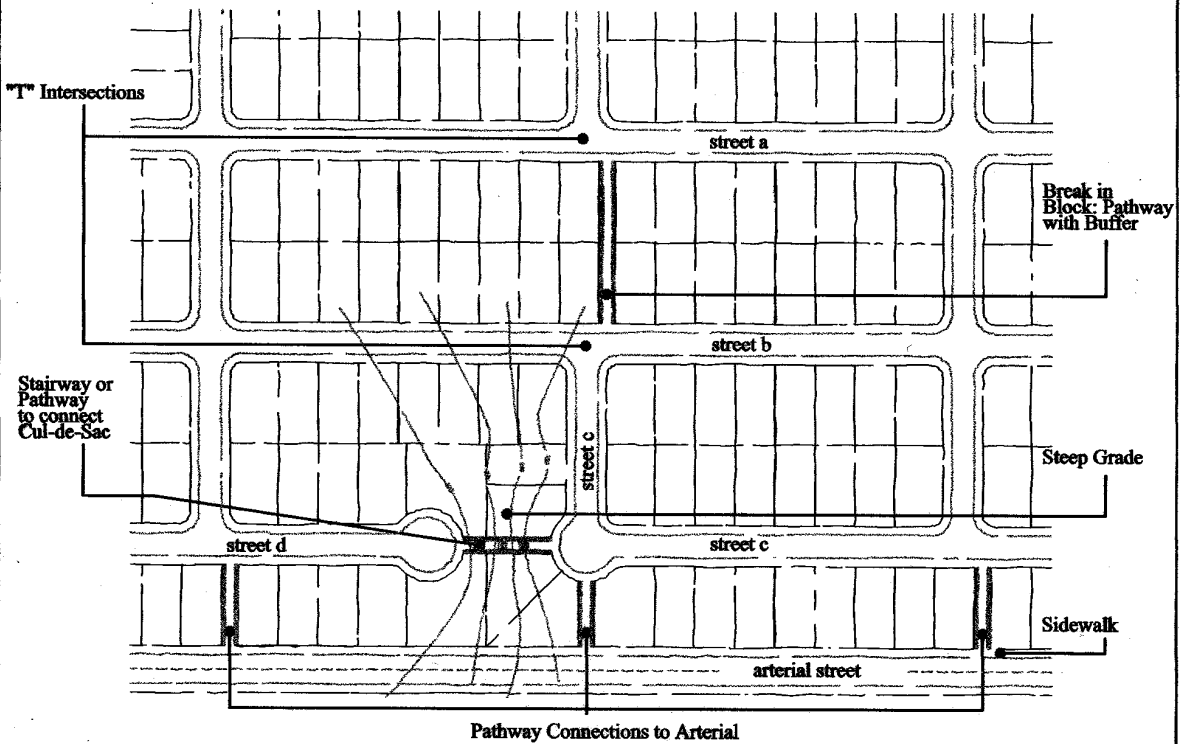 "T" Intersections
street a
Break in
Block: Pathway
with Buffer
street b
Stairway or
Pathway
to connect
Cul-de-Sac
street c
Steep Grade
street d
street c
Sidewalk
arterial street
Pathway Connections to Arterial